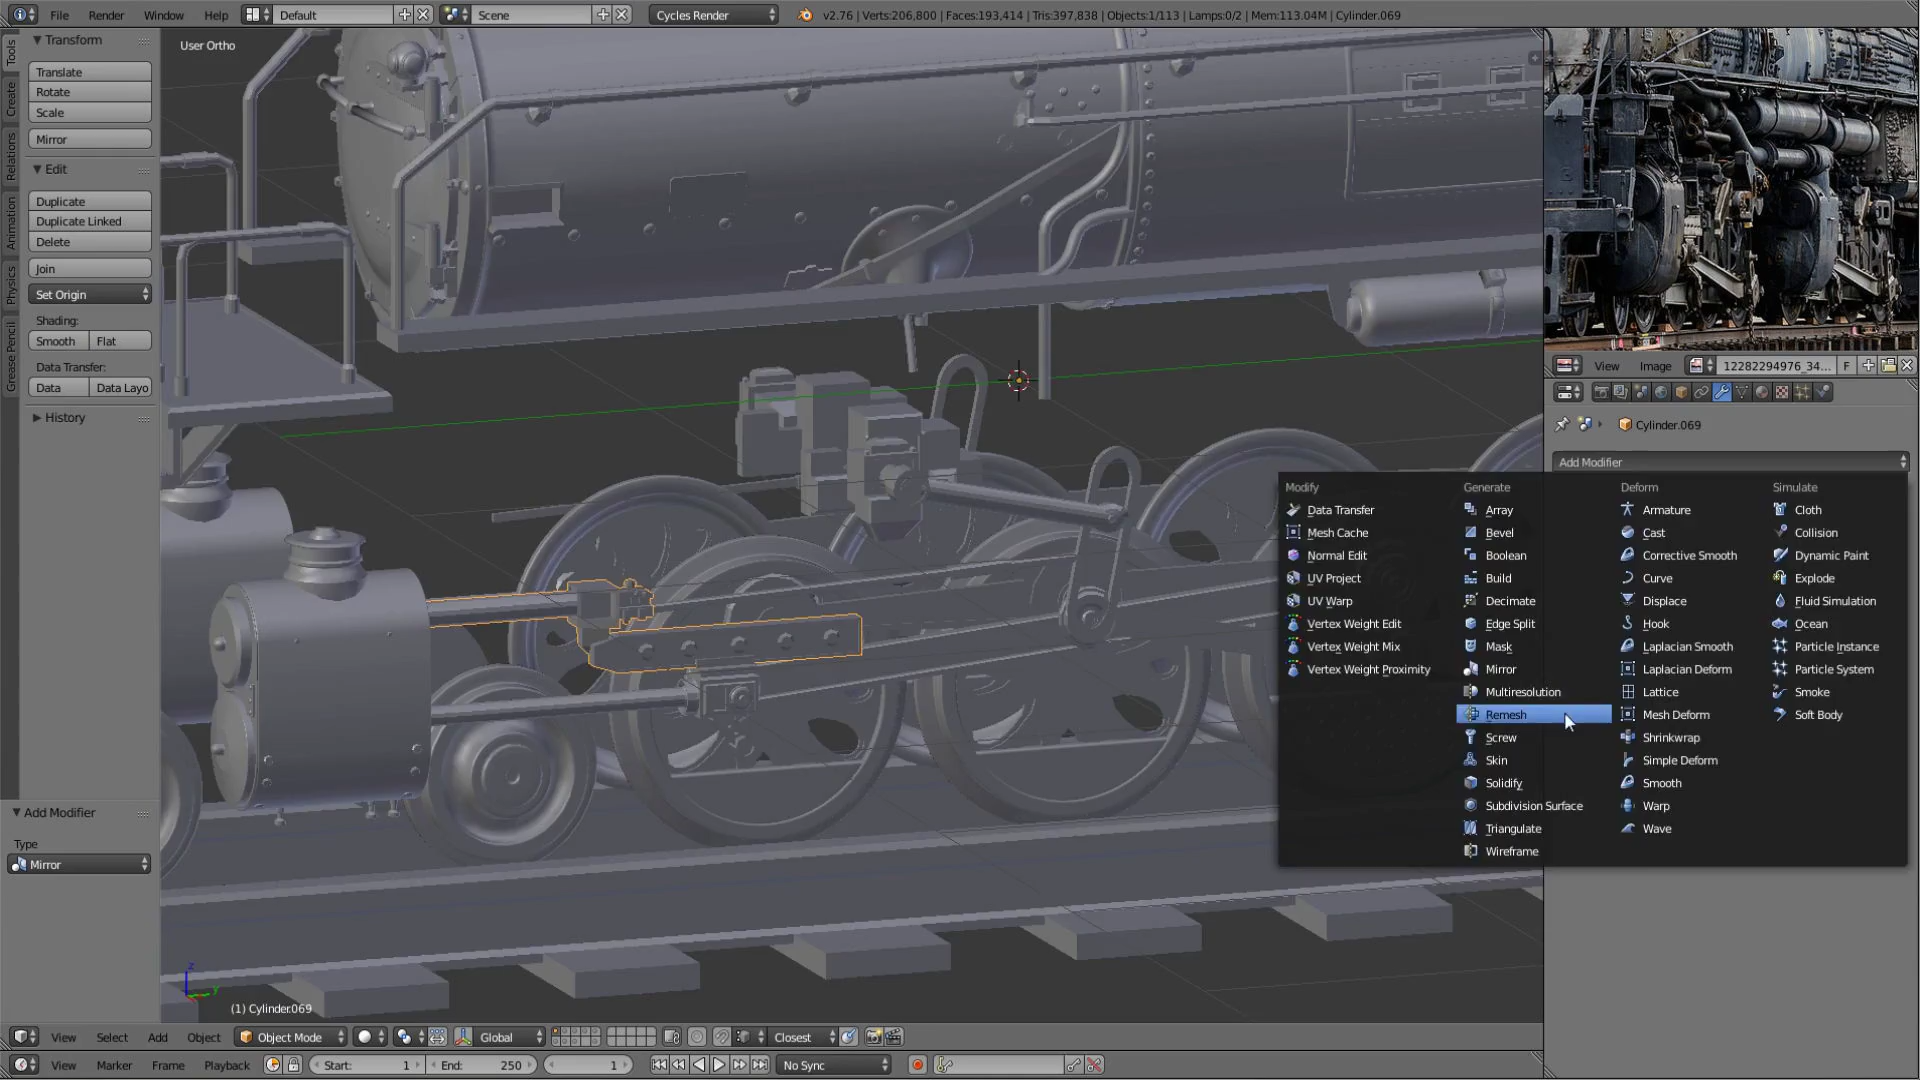 File Render Window Help Default Scene Cycles Render v2.76 | Verts:206,800 | Faces:193,414 | Tris:397,838 | Objects:1/113 | Lamps:0/2 | Mem:113.04M | Cylinder.069
Tools
Create
Relations
Animation
Physics
Grease Pencil
Transform
Translate
Rotate
Scale
Mirror
Edit
Duplicate
Duplicate Linked
Delete
Join
Set Origin
Shading:
Smooth Flat
Data Transfer:
Data Data Layo
History
Add Modifier
Type
Mirror
User Ortho
(1) Cylinder.069
View Image 12282294976_34... F
Cylinder.069
Add Modifier
Modify
Data Transfer
Mesh Cache
Normal Edit
UV Project
UV Warp
Vertex Weight Edit
Vertex Weight Mix
Vertex Weight Proximity
Generate
Array
Bevel
Boolean
Build
Decimate
Edge Split
Mask
Mirror
Multiresolution
Remesh
Screw
Skin
Solidify
Subdivision Surface
Triangulate
Wireframe
Deform
Armature
Cast
Corrective Smooth
Curve
Displace
Hook
Laplacian Smooth
Laplacian Deform
Lattice
Mesh Deform
Shrinkwrap
Simple Deform
Smooth
Warp
Wave
Simulate
Cloth
Collision
Dynamic Paint
Explode
Fluid Simulation
Ocean
Particle Instance
Particle System
Smoke
Soft Body
z
y
View Select Add Object Object Mode Global Closest
View Marker Frame Playback Start: 1 End: 250 1 No Sync